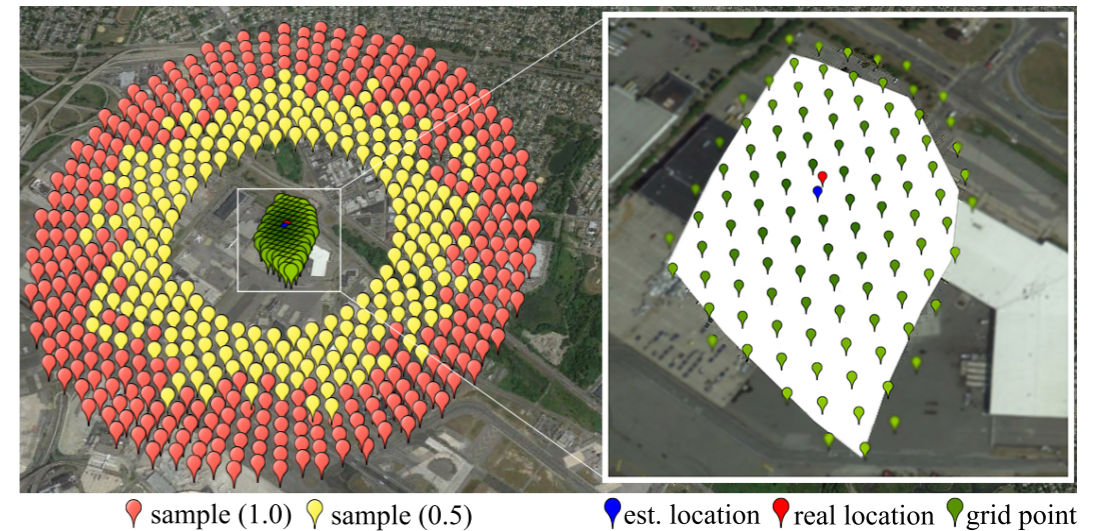 sample (1.0) sample (0.5) est. location real location grid point